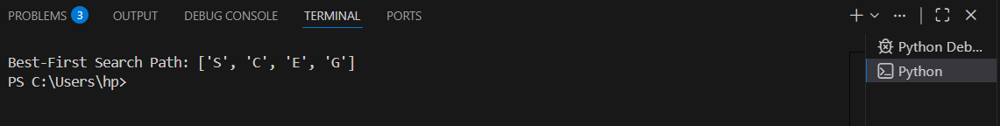 PROBLEMS 3 OUTPUT DEBUG CONSOLE TERMINAL PORTS
Best-First Search Path: ['S', 'C', 'E', 'G']
PS C:\Users\hp>
Python Deb...
Python